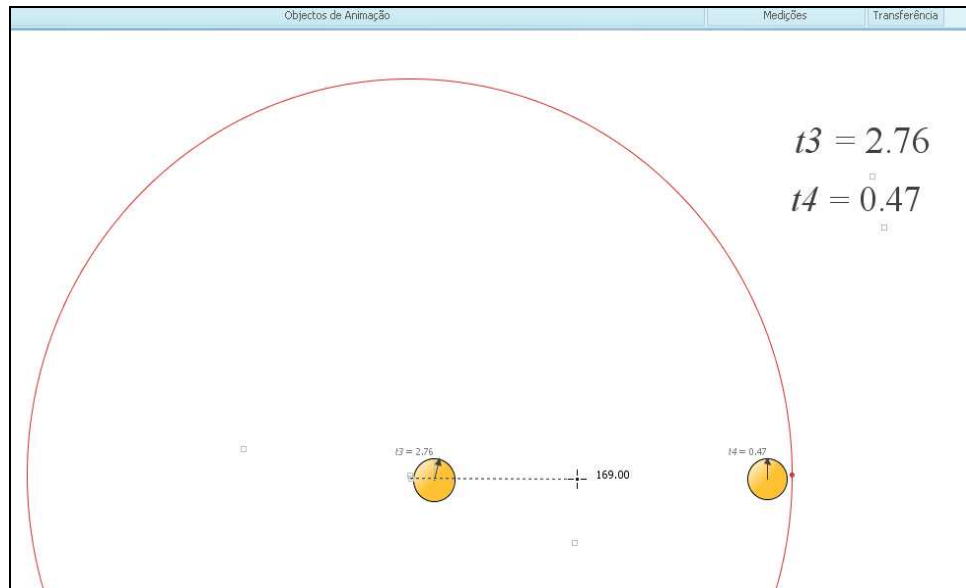 Objectos de Animação Medições Transferência
t3 = 2.76
t4 = 0.47
t3 = 2.76 t4 = 0.47
169.00